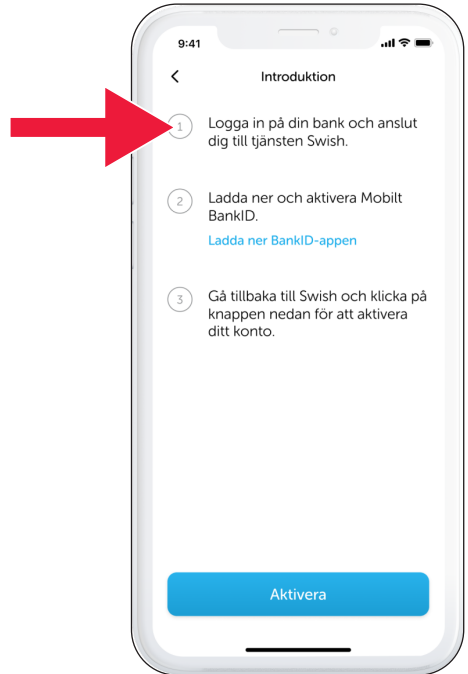 9:41
Introduktion
1
Logga in på din bank och anslut
dig till tjänsten Swish.
2
Ladda ner och aktivera Mobilt
BankID.
Ladda ner BankID-appen
3
Gå tillbaka till Swish och klicka på
knappen nedan för att aktivera
ditt konto.
Aktivera